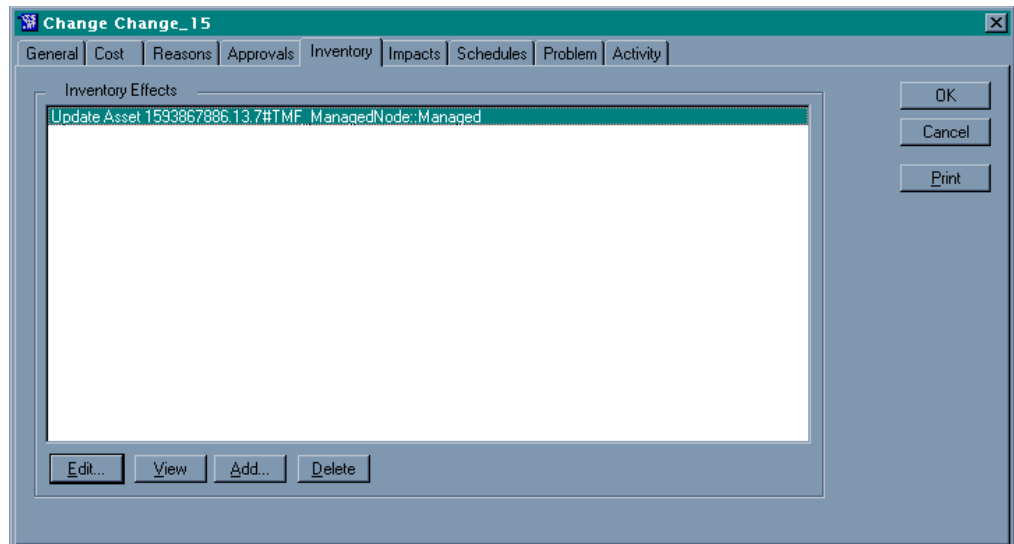 Change Change_15
General Cost Reasons Approvals Inventory Impacts Schedules Problem Activity
Inventory Effects
Update Asset 1593867886.13.7#TMF_ManagedNode::Managed
OK
Cancel
Print
Edit... View Add... Delete